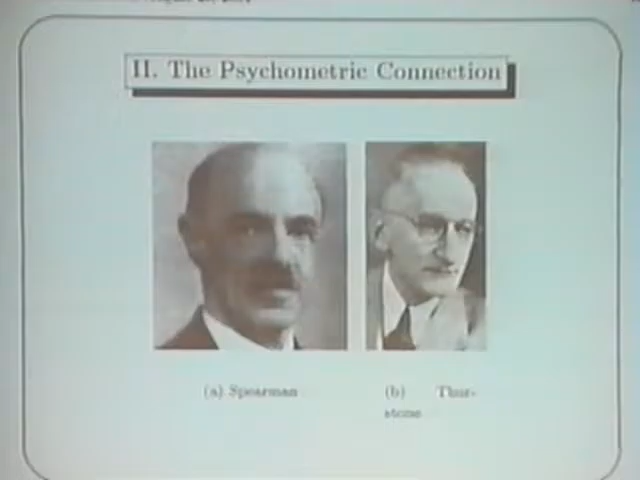 II. The Psychometric Connection
(a) Spearman
(b) Thur-
stone